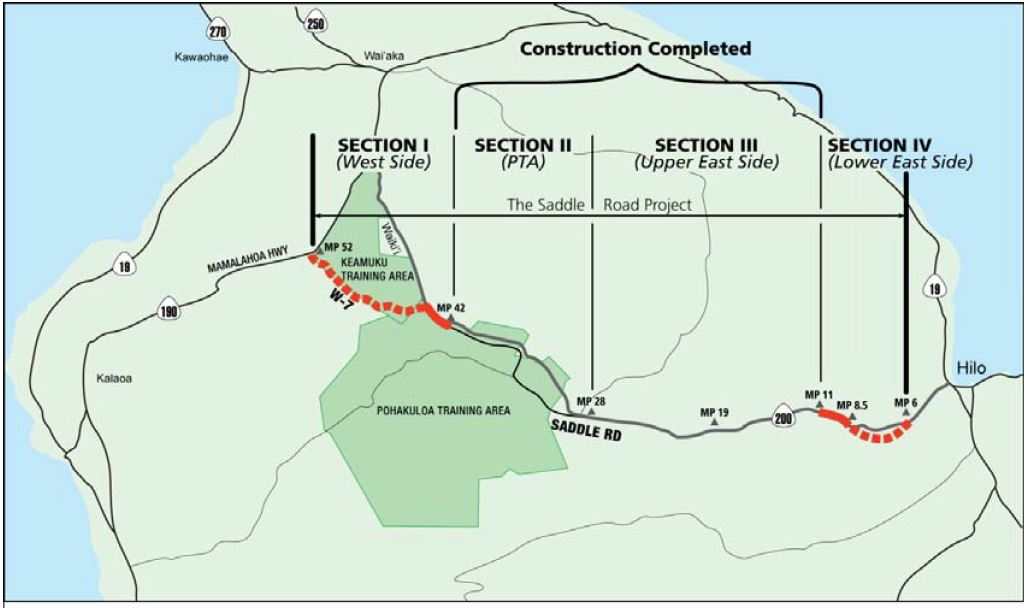 270
250
Kawaohae
Wai'aka
Construction Completed
SECTION I
(West Side)
SECTION II
(PTA)
SECTION III
(Upper East Side)
SECTION IV
(Lower East Side)
The Saddle Road Project
Waiki'i
MP 52
KEAMUKU
TRAINING AREA
MAMALAHOA HWY
W-7
19
190
MP 42
19
Kalaoa
Hilo
POHAKULOA TRAINING AREA
MP 28
SADDLE RD
MP 19
200
MP 11
MP 8.5
MP 6